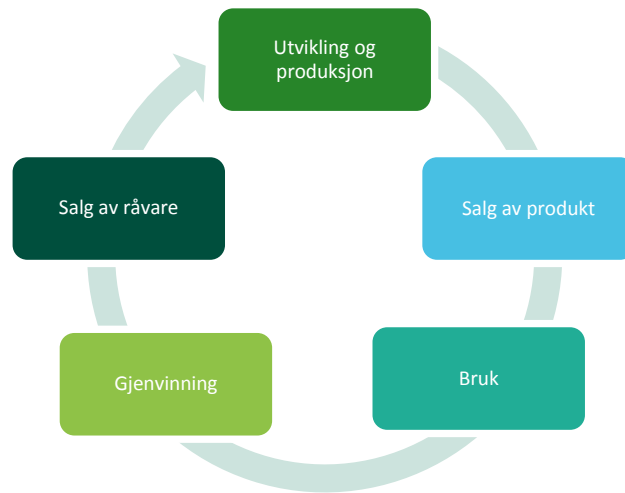 Utvikling og
produksjon
Salg av råvare
Salg av produkt
Gjenvinning
Bruk